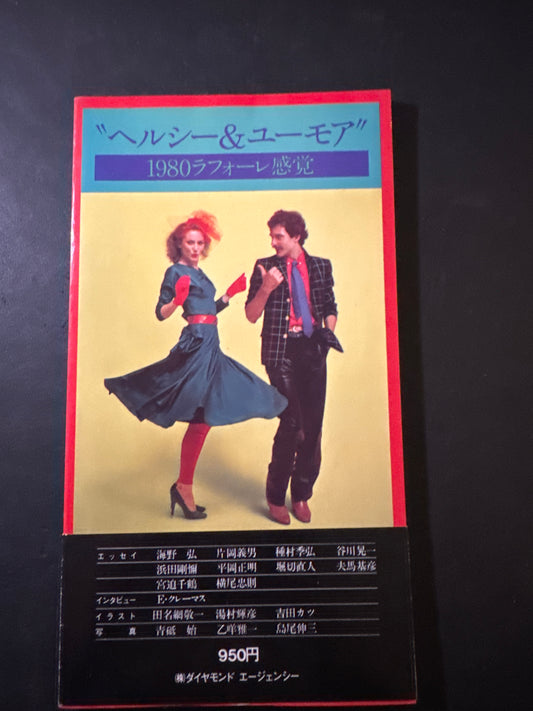 "ヘルシー&ユーモア"
1980ラフォーレ感覚
エッセイ 海野 弘 片岡義男 種村季弘 谷川晃一
浜田剛爾 平岡正明 堀切直人 夫馬基彦
宮迫千鶴 横尾忠則
インタビュー E・クレーマス
イラスト 田名網敬一 湯村輝彦 吉田カツ
写真 吉砥 始 乙咩雅一 島尾伸三
950円
㈱ダイヤモンド エージェンシー